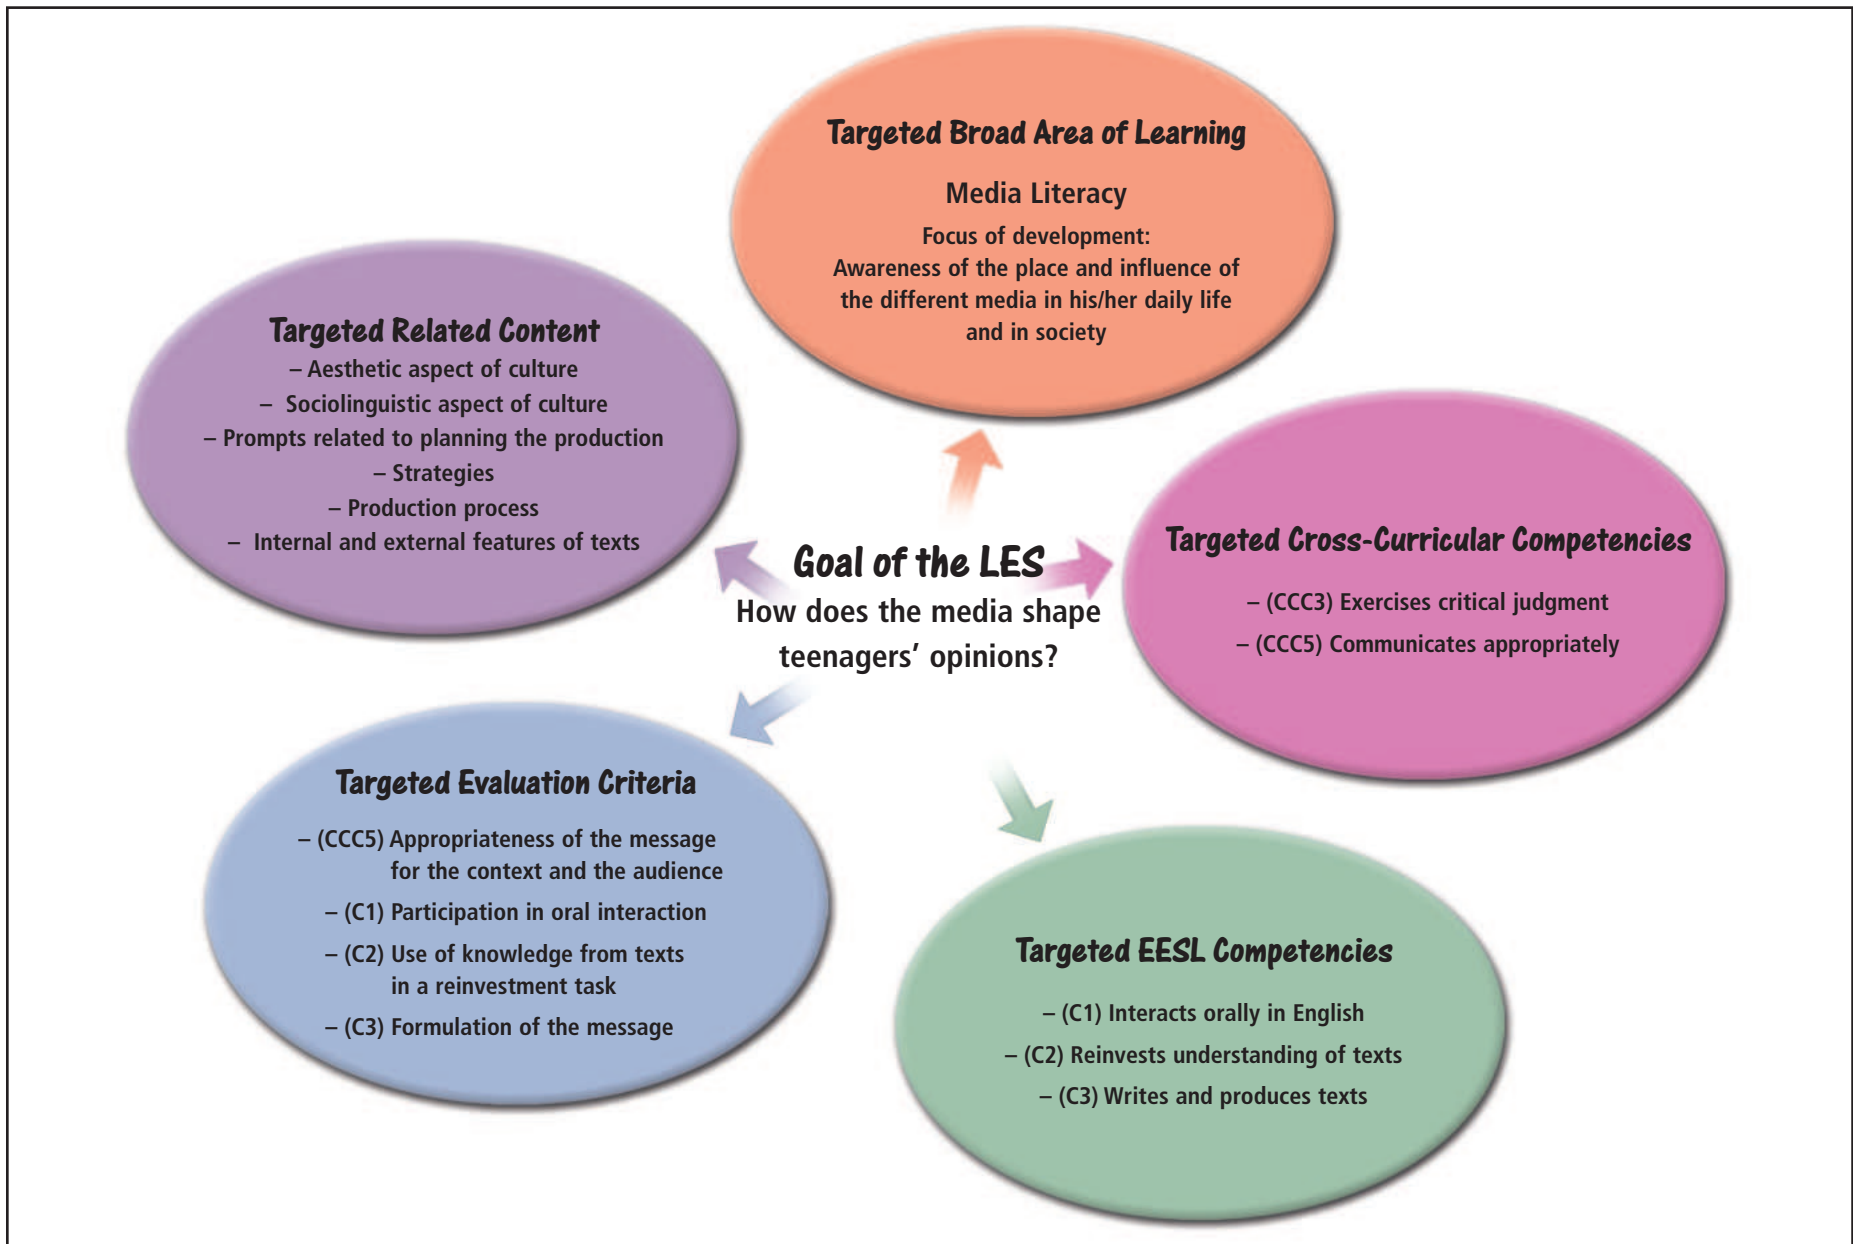 Targeted Broad Area of Learning
Media Literacy
Focus of development:
Awareness of the place and influence of
the different media in his/her daily life
and in society
Targeted Related Content
– Aesthetic aspect of culture
– Sociolinguistic aspect of culture
– Prompts related to planning the production
– Strategies
– Production process
– Internal and external features of texts
Goal of the LES
How does the media shape
teenagers’ opinions?
Targeted Cross-Curricular Competencies
– (CCC3) Exercises critical judgment
– (CCC5) Communicates appropriately
Targeted Evaluation Criteria
– (CCC5) Appropriateness of the message
for the context and the audience
– (C1) Participation in oral interaction
– (C2) Use of knowledge from texts
in a reinvestment task
– (C3) Formulation of the message
Targeted EESL Competencies
– (C1) Interacts orally in English
– (C2) Reinvests understanding of texts
– (C3) Writes and produces texts